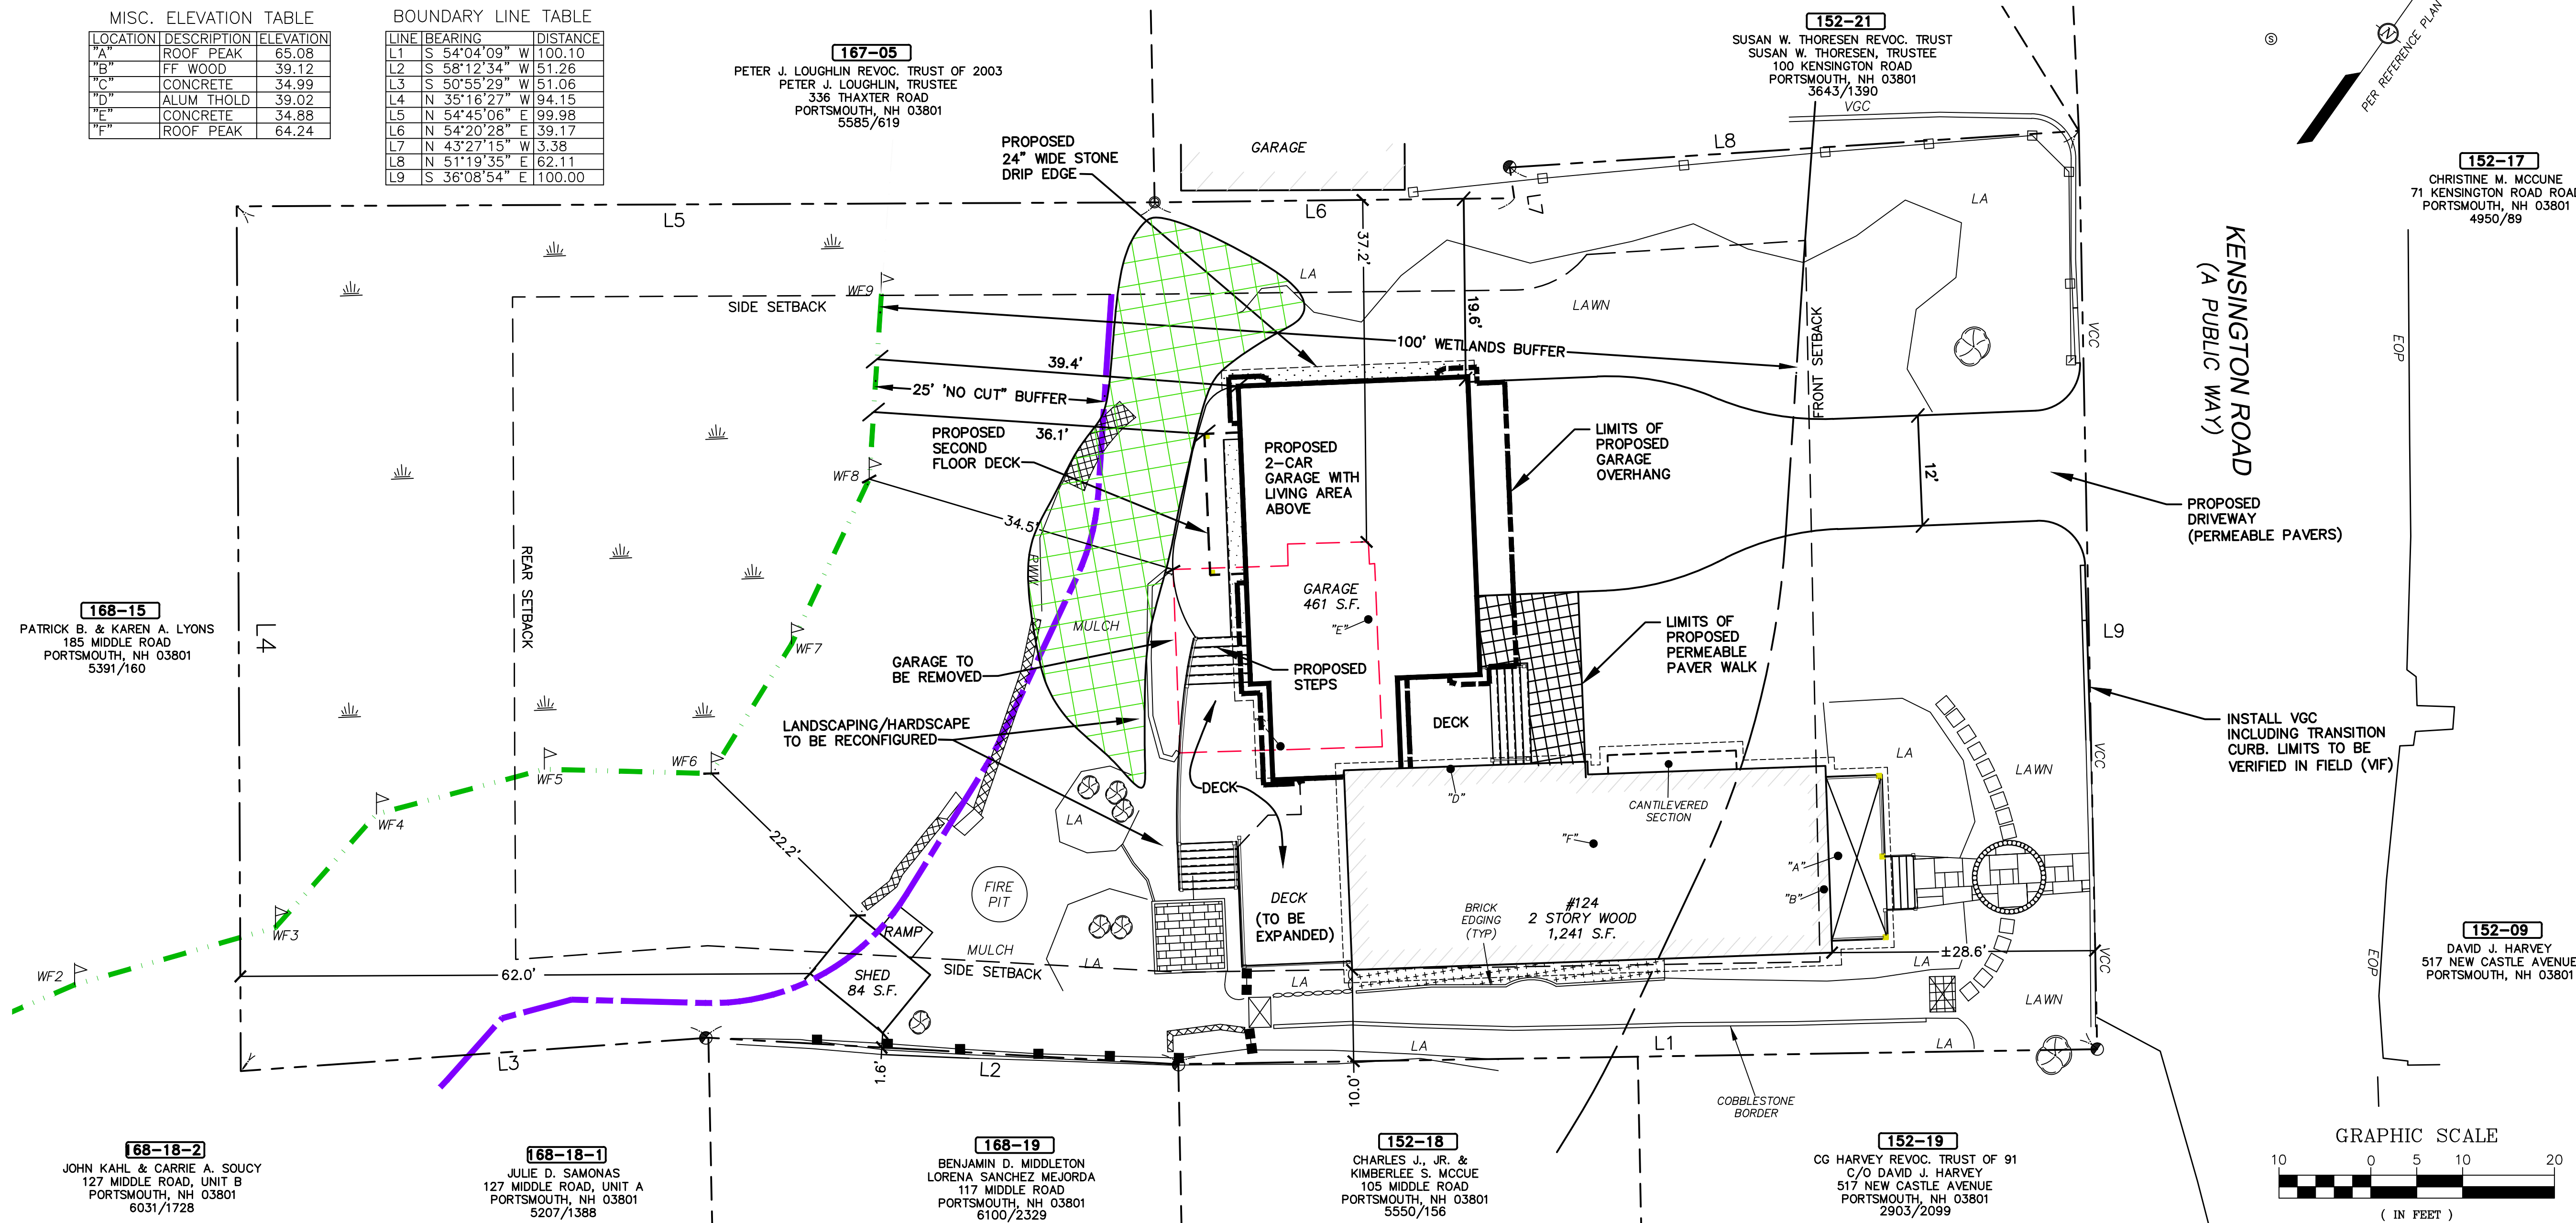 MISC. ELEVATION TABLE
LOCATION DESCRIPTION ELEVATION
"A" ROOF PEAK 65.08
"B" FF WOOD 39.12
"C" CONCRETE 34.99
"D" ALUM THOLD 39.02
"E" CONCRETE 34.88
"F" ROOF PEAK 64.24
BOUNDARY LINE TABLE
LINE BEARING DISTANCE
L1 S 54°04'09" W 100.10
L2 S 58°12'34" W 51.26
L3 S 50°55'29" W 51.06
L4 N 35°16'27" W 94.15
L5 N 54°45'06" E 99.98
L6 N 54°20'28" E 39.17
L7 N 43°27'15" W 3.38
L8 N 51°19'35" E 62.11
L9 S 36°08'54" E 100.00
167-05
PETER J. LOUGHLIN REVOC. TRUST OF 2003
PETER J. LOUGHLIN, TRUSTEE
336 THAXTER ROAD
PORTSMOUTH, NH 03801
5585/619
152-21
SUSAN W. THORESEN REVOC. TRUST
SUSAN W. THORESEN, TRUSTEE
100 KENSINGTON ROAD
PORTSMOUTH, NH 03801
3643/1390
VGC
S
N
PER REFERENCE PLAN
152-17
CHRISTINE M. MCCUNE
71 KENSINGTON ROAD ROAD
PORTSMOUTH, NH 03801
4950/89
PROPOSED
24" WIDE STONE
DRIP EDGE
GARAGE
L8
L5
L6
L7
LA
37.2'
19.6'
LA
LAWN
WF9
SIDE SETBACK
100' WETLANDS BUFFER
FRONT SETBACK
39.4'
25' 'NO CUT" BUFFER
36.1'
PROPOSED
SECOND
FLOOR DECK
WF8
34.5'
PROPOSED
2-CAR
GARAGE WITH
LIVING AREA
ABOVE
LIMITS OF
PROPOSED
GARAGE
OVERHANG
12'
KENSINGTON ROAD
(A PUBLIC WAY)
VCC
EOP
PROPOSED
DRIVEWAY
(PERMEABLE PAVERS)
REAR SETBACK
RWW
MULCH
GARAGE
461 S.F.
"E"
168-15
PATRICK B. & KAREN A. LYONS
185 MIDDLE ROAD
PORTSMOUTH, NH 03801
5391/160
L4
WF7
GARAGE TO
BE REMOVED
PROPOSED
STEPS
LIMITS OF
PROPOSED
PERMEABLE
PAVER WALK
L9
LANDSCAPING/HARDSCAPE
TO BE RECONFIGURED
DECK
INSTALL VGC
INCLUDING TRANSITION
CURB. LIMITS TO BE
VERIFIED IN FIELD (VIF)
WF6
WF5
WF4
WF3
WF2
22.2'
LA
DECK
"D"
CANTILEVERED
SECTION
LA
LAWN
VCC
"F"
"A"
"B"
FIRE
PIT
DECK
(TO BE
EXPANDED)
BRICK
EDGING
(TYP)
#124
2 STORY WOOD
1,241 S.F.
RAMP
MULCH
LA
SIDE SETBACK
62.0'
SHED
84 S.F.
LA
LA
±28.6'
LAWN
VCC
EOP
152-09
DAVID J. HARVEY
517 NEW CASTLE AVENUE
PORTSMOUTH, NH 03801
L3
1.6'
L2
10.0'
LA
L1
LA
COBBLESTONE
BORDER
168-18-2
JOHN KAHL & CARRIE A. SOUCY
127 MIDDLE ROAD, UNIT B
PORTSMOUTH, NH 03801
6031/1728
168-18-1
JULIE D. SAMONAS
127 MIDDLE ROAD, UNIT A
PORTSMOUTH, NH 03801
5207/1388
168-19
BENJAMIN D. MIDDLETON
LORENA SANCHEZ MEJORDA
117 MIDDLE ROAD
PORTSMOUTH, NH 03801
6100/2329
152-18
CHARLES J., JR. &
KIMBERLEE S. MCCUE
105 MIDDLE ROAD
PORTSMOUTH, NH 03801
5550/156
152-19
CG HARVEY REVOC. TRUST OF 91
C/O DAVID J. HARVEY
517 NEW CASTLE AVENUE
PORTSMOUTH, NH 03801
2903/2099
GRAPHIC SCALE
10 0 5 10 20
( IN FEET )